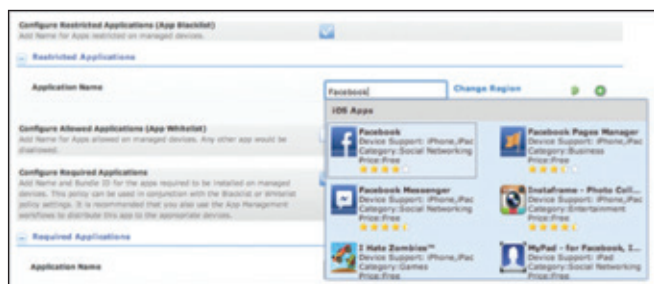 Configure Restricted Applications (App Blacklist)
Add Name for Apps restricted on managed devices.
Restricted Applications
Application Name
Facebook
Change Region
iOS Apps
Facebook
Device Support: iPhone,iPad
Category:Social Networking
Price:Free
Facebook Pages Manager
Device Support: iPhone,iPad
Category:Business
Price:Free
Configure Allowed Applications (App Whitelist)
Add Name for Apps allowed on managed devices. Any other app would be
disallowed.
Configure Required Applications
Add Name and Bundle ID for the apps required to be installed on managed
devices. This policy can be used in conjunction with the Blacklist or Whitelist
policy settings. It is recommended that you also use the App Management
workflows to distribute this app to the appropriate devices.
Facebook Messenger
Device Support: iPhone,iPad
Category:Social Networking
Price:Free
Instaframe - Photo Coll...
Device Support: iPhone,iPad
Category:Entertainment
Price:Free
Required Applications
Application Name
I Hate Zombies™
Device Support: iPhone,iPad
Category:Games
Price:Free
MyPad - for Facebook, I...
Device Support: iPad
Category:Social Networking
Price:Free